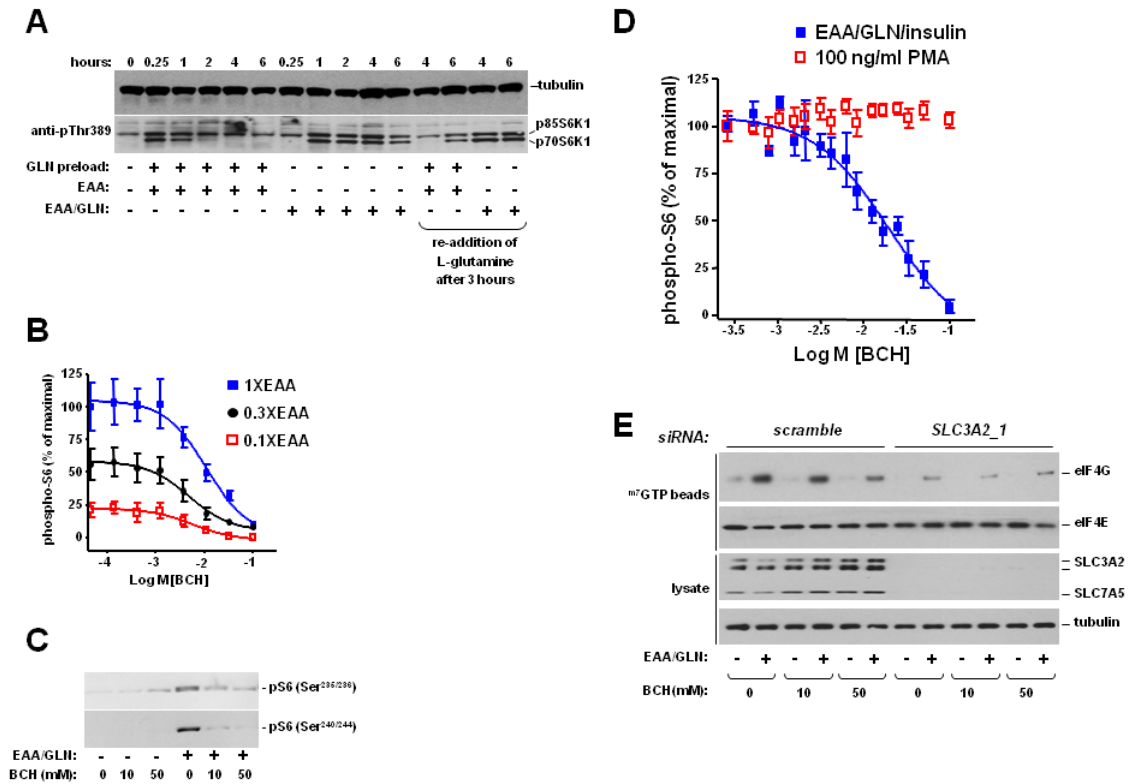 A
hours: 0 0.25 1 2 4 6 0.25 1 2 4 6 4 6 4 6
tubulin
anti-pThr389
p85S6K1
p70S6K1
GLN preload: - + + + + + - - - - - + + - -
EAA: - + + + + + - - - - - + + - -
EAA/GLN: - - - - - - + + + + + - - + +
re-addition of
L-glutamine
after 3 hours
B
phospho-S6 (% of maximal)
125
100
75
50
25
0
-4 -3 -2 -1
Log M[BCH]
1XEAA
0.3XEAA
0.1XEAA
C
pS6 (Ser235/236)
pS6 (Ser240/244)
EAA/GLN: - - - + + +
BCH (mM): 0 10 50 0 10 50
D
EAA/GLN/insulin
100 ng/ml PMA
phospho-S6 (% of maximal)
125
100
75
50
25
0
-3.5 -3 -2.5 -2 -1.5 -1
Log M [BCH]
E
siRNA: scramble SLC3A2_1
m7GTP beads
eIF4G
eIF4E
lysate
SLC3A2
SLC7A5
tubulin
EAA/GLN: - + - + - + - + - + - +
BCH(mM): 0 10 50 0 10 50